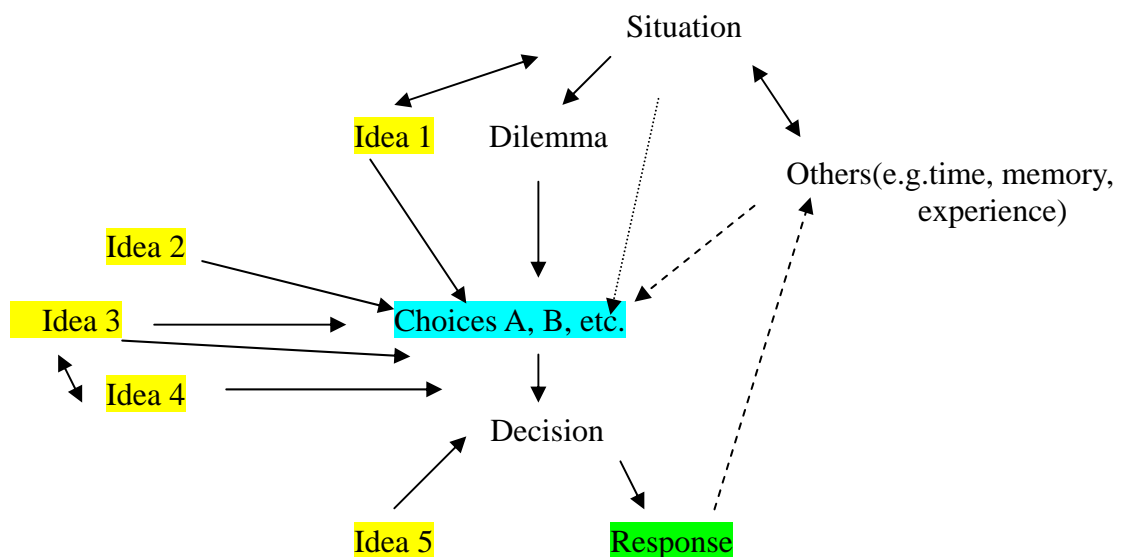 Situation
Idea 1
Dilemma
Others(e.g.time, memory,
experience)
Idea 2
Idea 3
Choices A, B, etc.
Idea 4
Decision
Idea 5
Response